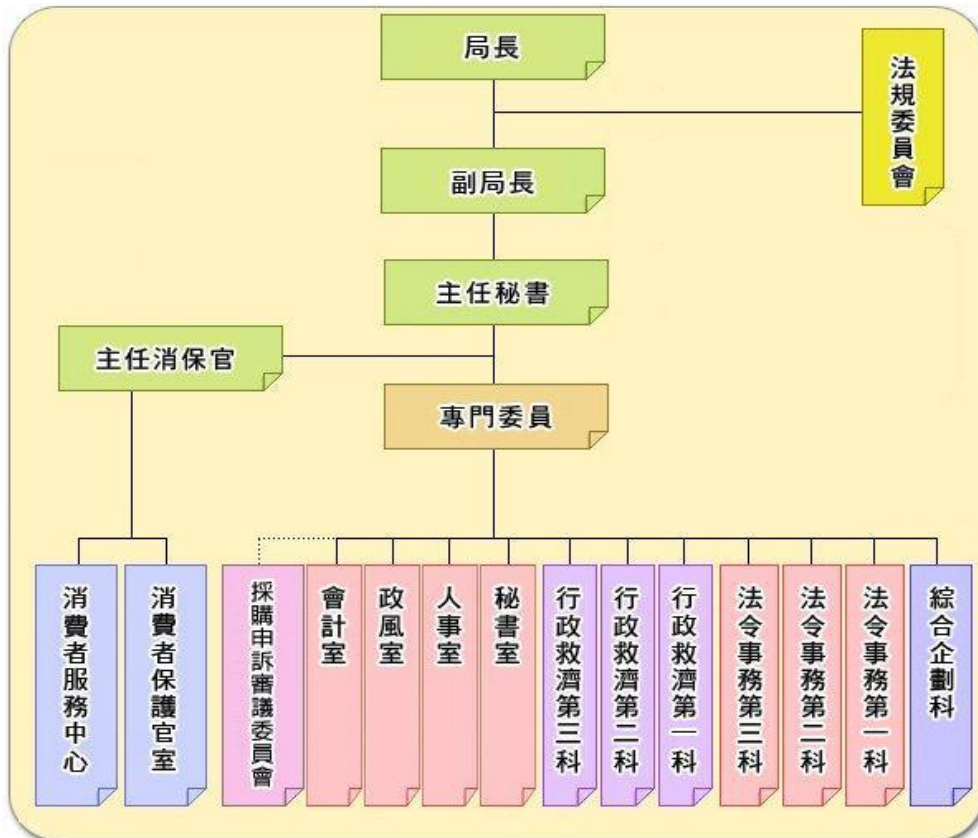 局長
法規委員會
副局長
主任秘書
主任消保官
專門委員
消費者服務中心
消費者保護官室
採購申訴審議委員會
會計室
政風室
人事室
秘書室
行政救濟第三科
行政救濟第二科
行政救濟第一科
法令事務第三科
法令事務第二科
法令事務第一科
綜合企劃科